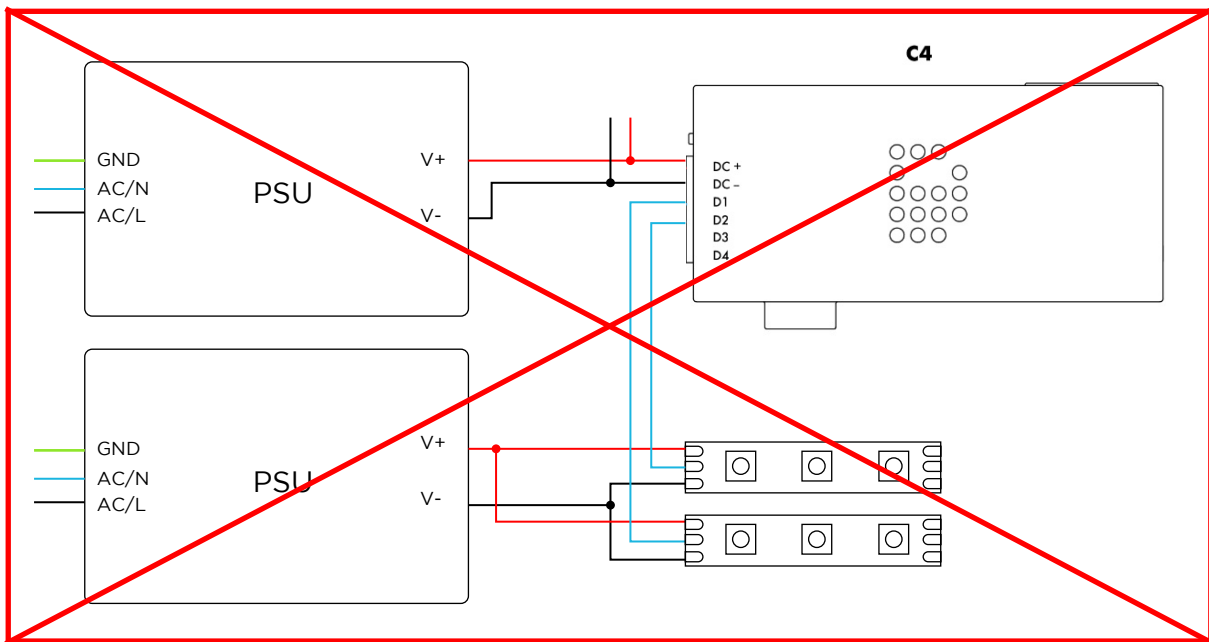 C4
GND
AC/N
AC/L
PSU
V+
V-
DC +
DC –
D1
D2
D3
D4
GND
AC/N
AC/L
PSU
V+
V-